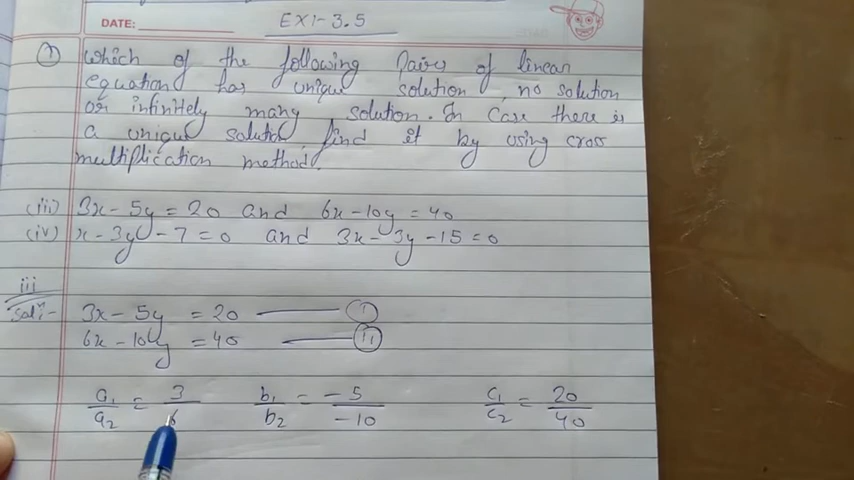 DATE:
EX:- 3.5
① which of the following pairs of linear
equation has unique solution, no solution
or infinitely many solution. In case there is
a unique solution find it by using cross
multiplication method.
(iii) 3x - 5y = 20 and 6x - 10y = 40
(iv) x - 3y - 7 = 0 and 3x - 3y - 15 = 0
iii
Solⁿ:- 3x - 5y = 20 — (i)
6x - 10y = 40 — (ii)
a₁/a₂ = 3/6 b₁/b₂ = -5/-10 c₁/c₂ = 20/40